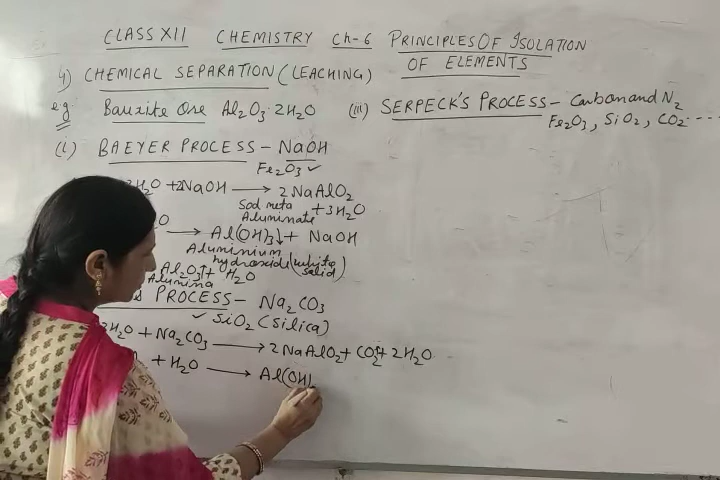 CLASS XII CHEMISTRY Ch-6 PRINCIPLES OF ISOLATION OF ELEMENTS
4) CHEMICAL SEPARATION (LEACHING)
eg Bauxite Ore Al₂O₃·2H₂O
(i) BAEYER PROCESS – NaOH
Fe₂O₃ ✓
H₂O + 2NaOH → 2NaAlO₂
Sod meta + 3H₂O
Aluminate
O → Al(OH)₃↓ + NaOH
Aluminium
hydroxide (white solid)
Al₂O₃↑ + H₂O
Alumina
PROCESS – Na₂CO₃
✓ SiO₂ (Silica)
2H₂O + Na₂CO₃ → 2NaAlO₂ + CO₂↑ + 2H₂O
+ H₂O → Al(OH)
(iii) SERPECK'S PROCESS – Carbon and N₂
Fe₂O₃, SiO₂, CO₂ ----